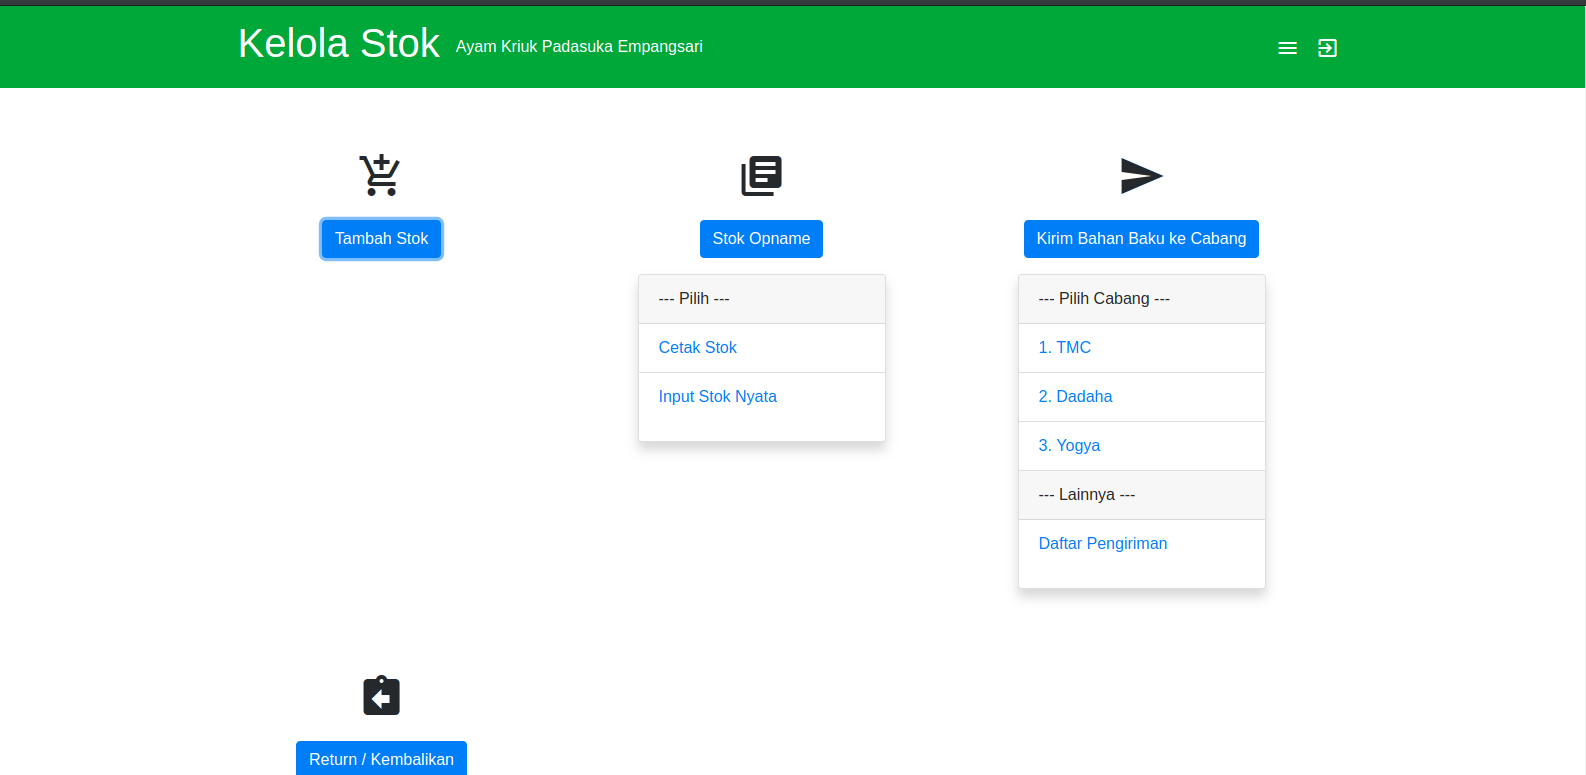 Kelola Stok Ayam Kriuk Padasuka Empangsari
Tambah Stok
Stok Opname
--- Pilih ---
Cetak Stok
Input Stok Nyata
Kirim Bahan Baku ke Cabang
--- Pilih Cabang ---
1. TMC
2. Dadaha
3. Yogya
--- Lainnya ---
Daftar Pengiriman
Return / Kembalikan